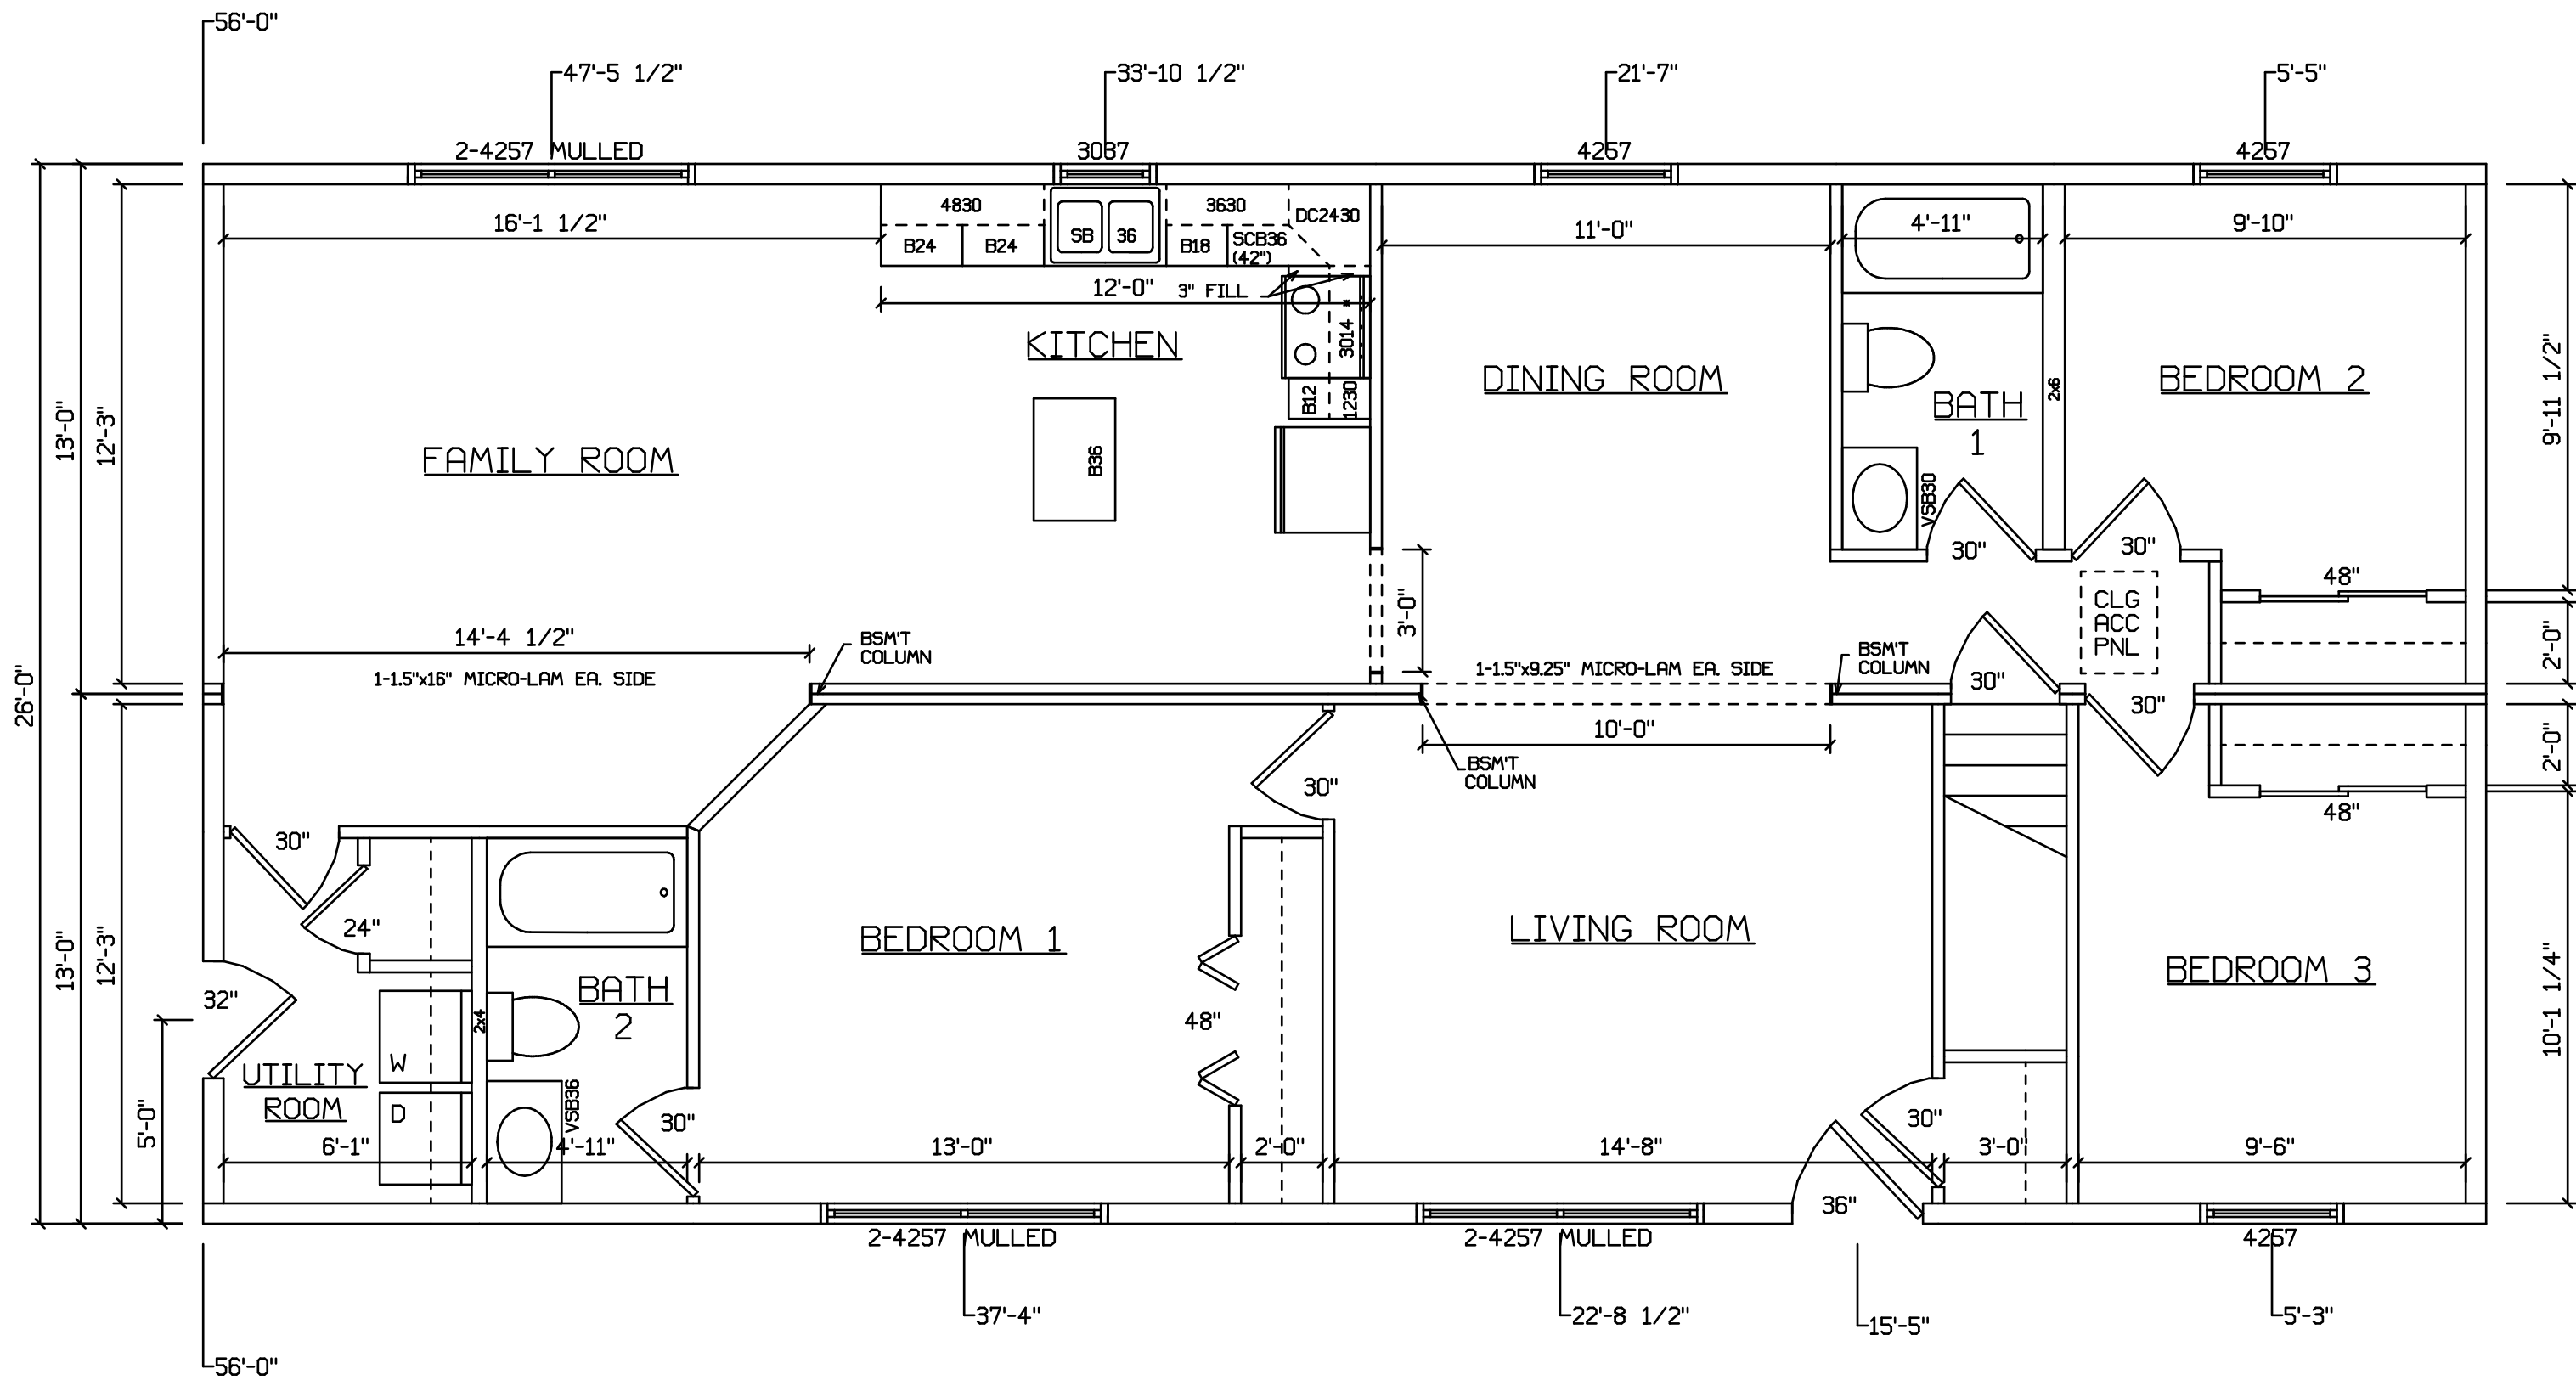 56'-0"
47'-5 1/2"
33'-10 1/2"
21'-7"
5'-5"
2-4257 MULLED
3037
4257
4257
4830
3630
DC2430
B24
B24
SB
36
B18
SCB36
(42")
16'-1 1/2"
11'-0"
4'-11"
9'-10"
12'-0"
3" FILL
KITCHEN
3014
B12
1230
DINING ROOM
BATH
1
2x6
BEDROOM 2
9'-11 1/2"
13'-0"
12'-3"
FAMILY ROOM
B36
VSB30
30"
30"
48"
CLG
ACC
PNL
3'-0"
2'-0"
14'-4 1/2"
BSM'T
COLUMN
1-1.5"x16" MICRO-LAM EA. SIDE
1-1.5"x9.25" MICRO-LAM EA. SIDE
BSM'T
COLUMN
30"
30"
26'-0"
10'-0"
BSM'T
COLUMN
2'-0"
30"
48"
30"
24"
BEDROOM 1
LIVING ROOM
BEDROOM 3
13'-0"
12'-3"
10'-1 1/4"
32"
BATH
2
2x4
48"
W
UTILITY
ROOM
D
VSB36
30"
30"
5'-0"
6'-1"
4'-11"
13'-0"
2'-0"
14'-8"
3'-0"
9'-6"
36"
2-4257 MULLED
2-4257 MULLED
4257
37'-4"
22'-8 1/2"
15'-5"
5'-3"
56'-0"